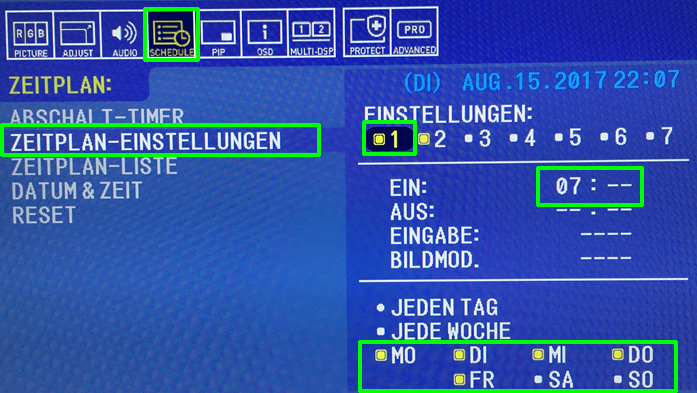 RGB
PICTURE ADJUST AUDIO SCHEDULE PIP OSD 1 2 MULTI-DSP PROTECT PRO ADVANCED
ZEITPLAN:
(DI) AUG.15.2017 22:07
ABSCHALT-TIMER
ZEITPLAN-EINSTELLUNGEN
ZEITPLAN-LISTE
DATUM & ZEIT
RESET
EINSTELLUNGEN:
1 2 3 4 5 6 7
EIN: 07:--
AUS: --:--
EINGABE: ----
BILDMOD. ----
JEDEN TAG
JEDE WOCHE
MO DI MI DO
FR SA SO